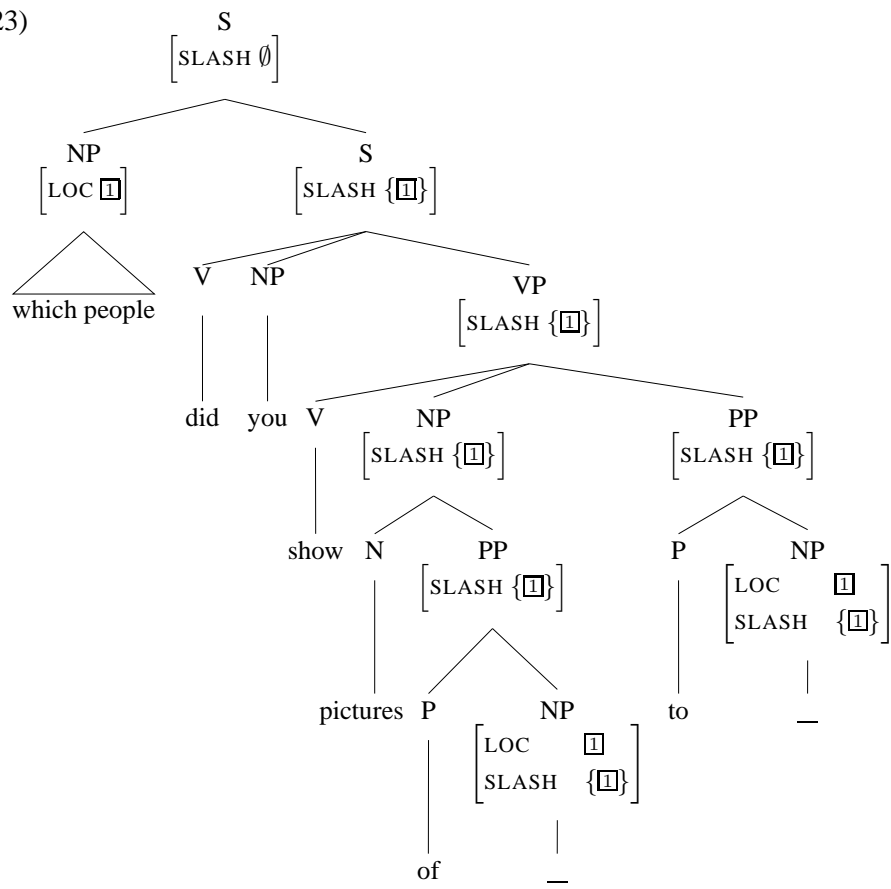 23) S
[SLASH ∅]
NP S
[LOC 1] [SLASH {1}]
V NP VP
which people [SLASH {1}]
did you V NP PP
[SLASH {1}] [SLASH {1}]
show N PP P NP
[SLASH {1}] [LOC 1
SLASH {1}]
pictures P NP to __
[LOC 1
SLASH {1}]
of __